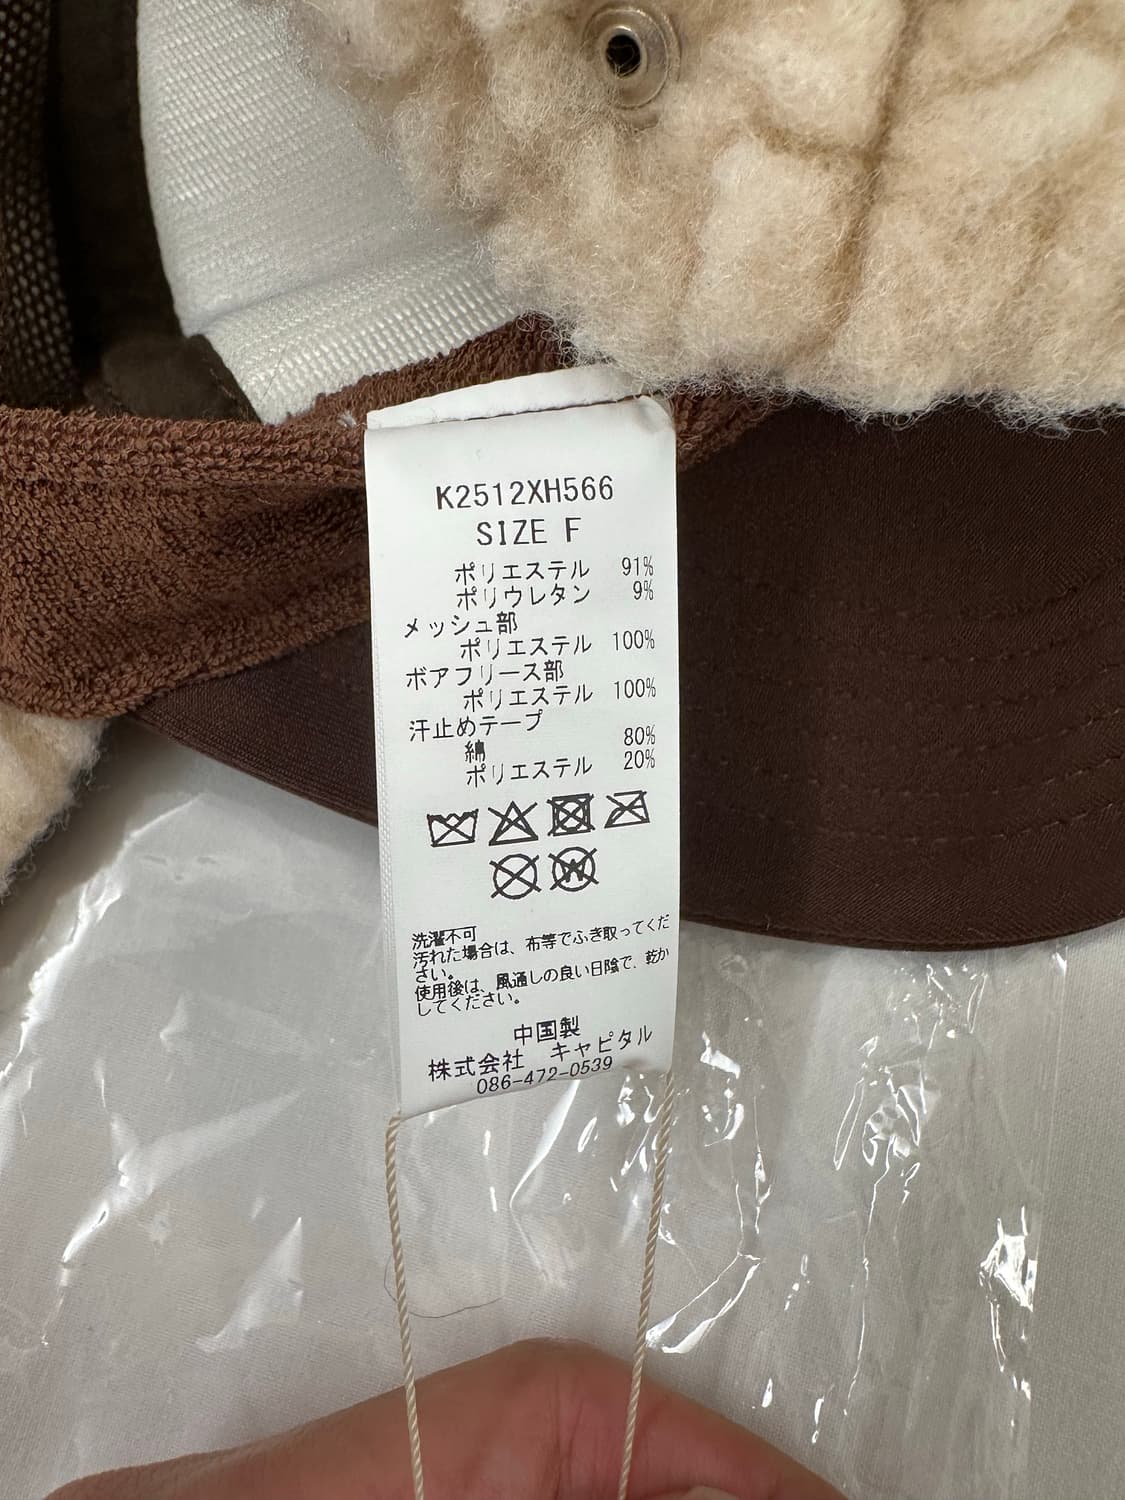 K2512XH566
SIZE F
ポリエステル 91%
ポリウレタン 9%
メッシュ部
ポリエステル 100%
ボアフリース部
ポリエステル 100%
汗止めテープ
綿 80%
ポリエステル 20%
W
洗濯不可
汚れた場合は、布等でふき取ってくだ
さい。
使用後は、風通しの良い日陰で、乾か
してください。
中国製
株式会社 キャピタル
086-472-0539